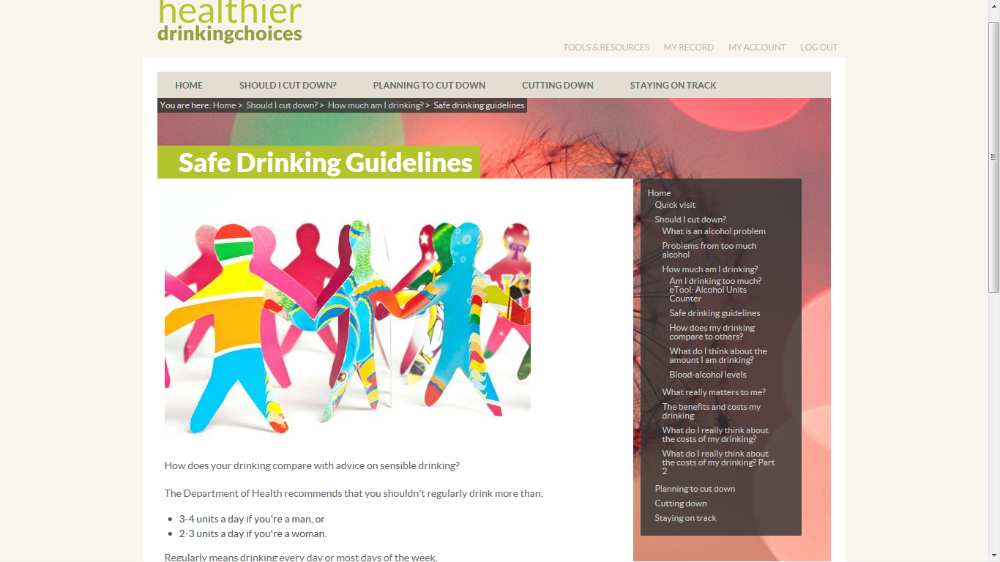 healthier
drinkingchoices
TOOLS & RESOURCES MY RECORD MY ACCOUNT LOG OUT
HOME SHOULD I CUT DOWN? PLANNING TO CUT DOWN CUTTING DOWN STAYING ON TRACK
You are here: Home > Should I cut down? > How much am I drinking? > Safe drinking guidelines
Safe Drinking Guidelines
How does your drinking compare with advice on sensible drinking?
The Department of Health recommends that you shouldn't regularly drink more than:
• 3-4 units a day if you're a man, or
• 2-3 units a day if you're a woman.
Regularly means drinking every day or most days of the week.
Home
Quick visit
Should I cut down?
What is an alcohol problem
Problems from too much
alcohol
How much am I drinking?
Am I drinking too much?
eTool: Alcohol Units
Counter
Safe drinking guidelines
How does my drinking
compare to others?
What do I think about the
amount I am drinking?
Blood-alcohol levels
What really matters to me?
The benefits and costs my
drinking
What do I really think about
the costs of my drinking?
What do I really think about
the costs of my drinking? Part
2
Planning to cut down
Cutting down
Staying on track